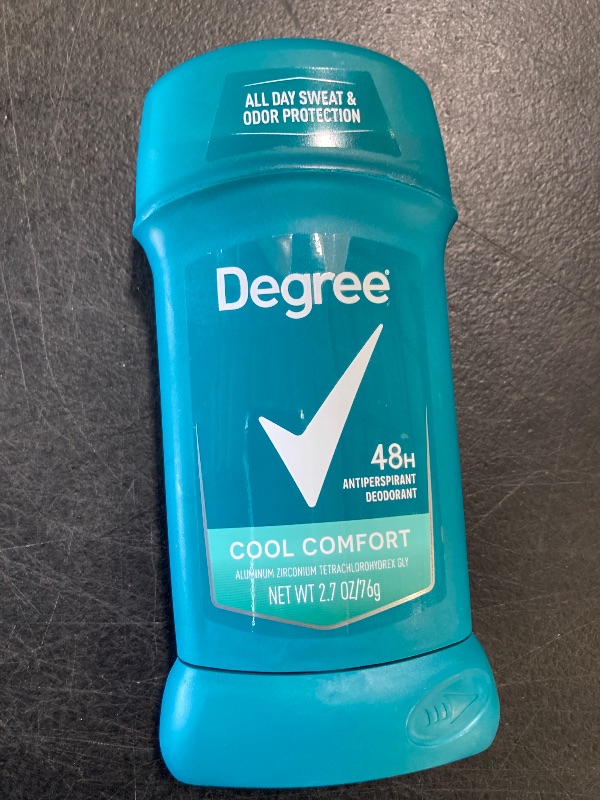 ALL DAY SWEAT &
ODOR PROTECTION
Degree®
48H
ANTIPERSPIRANT
DEODORANT
COOL COMFORT
ALUMINUM ZIRCONIUM TETRACHLOROHYDREX GLY
NET WT 2.7 OZ/76g